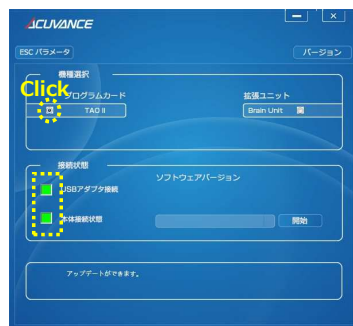 ACUVANCE
ESC パラメータ
バージョン
機種選択
Click
プログラムカード
拡張ユニット
TAO II
Brain Unit
接続状態
ソフトウェアバージョン
USBアダプタ接続
本体接続状態
開始
アップデートができます。